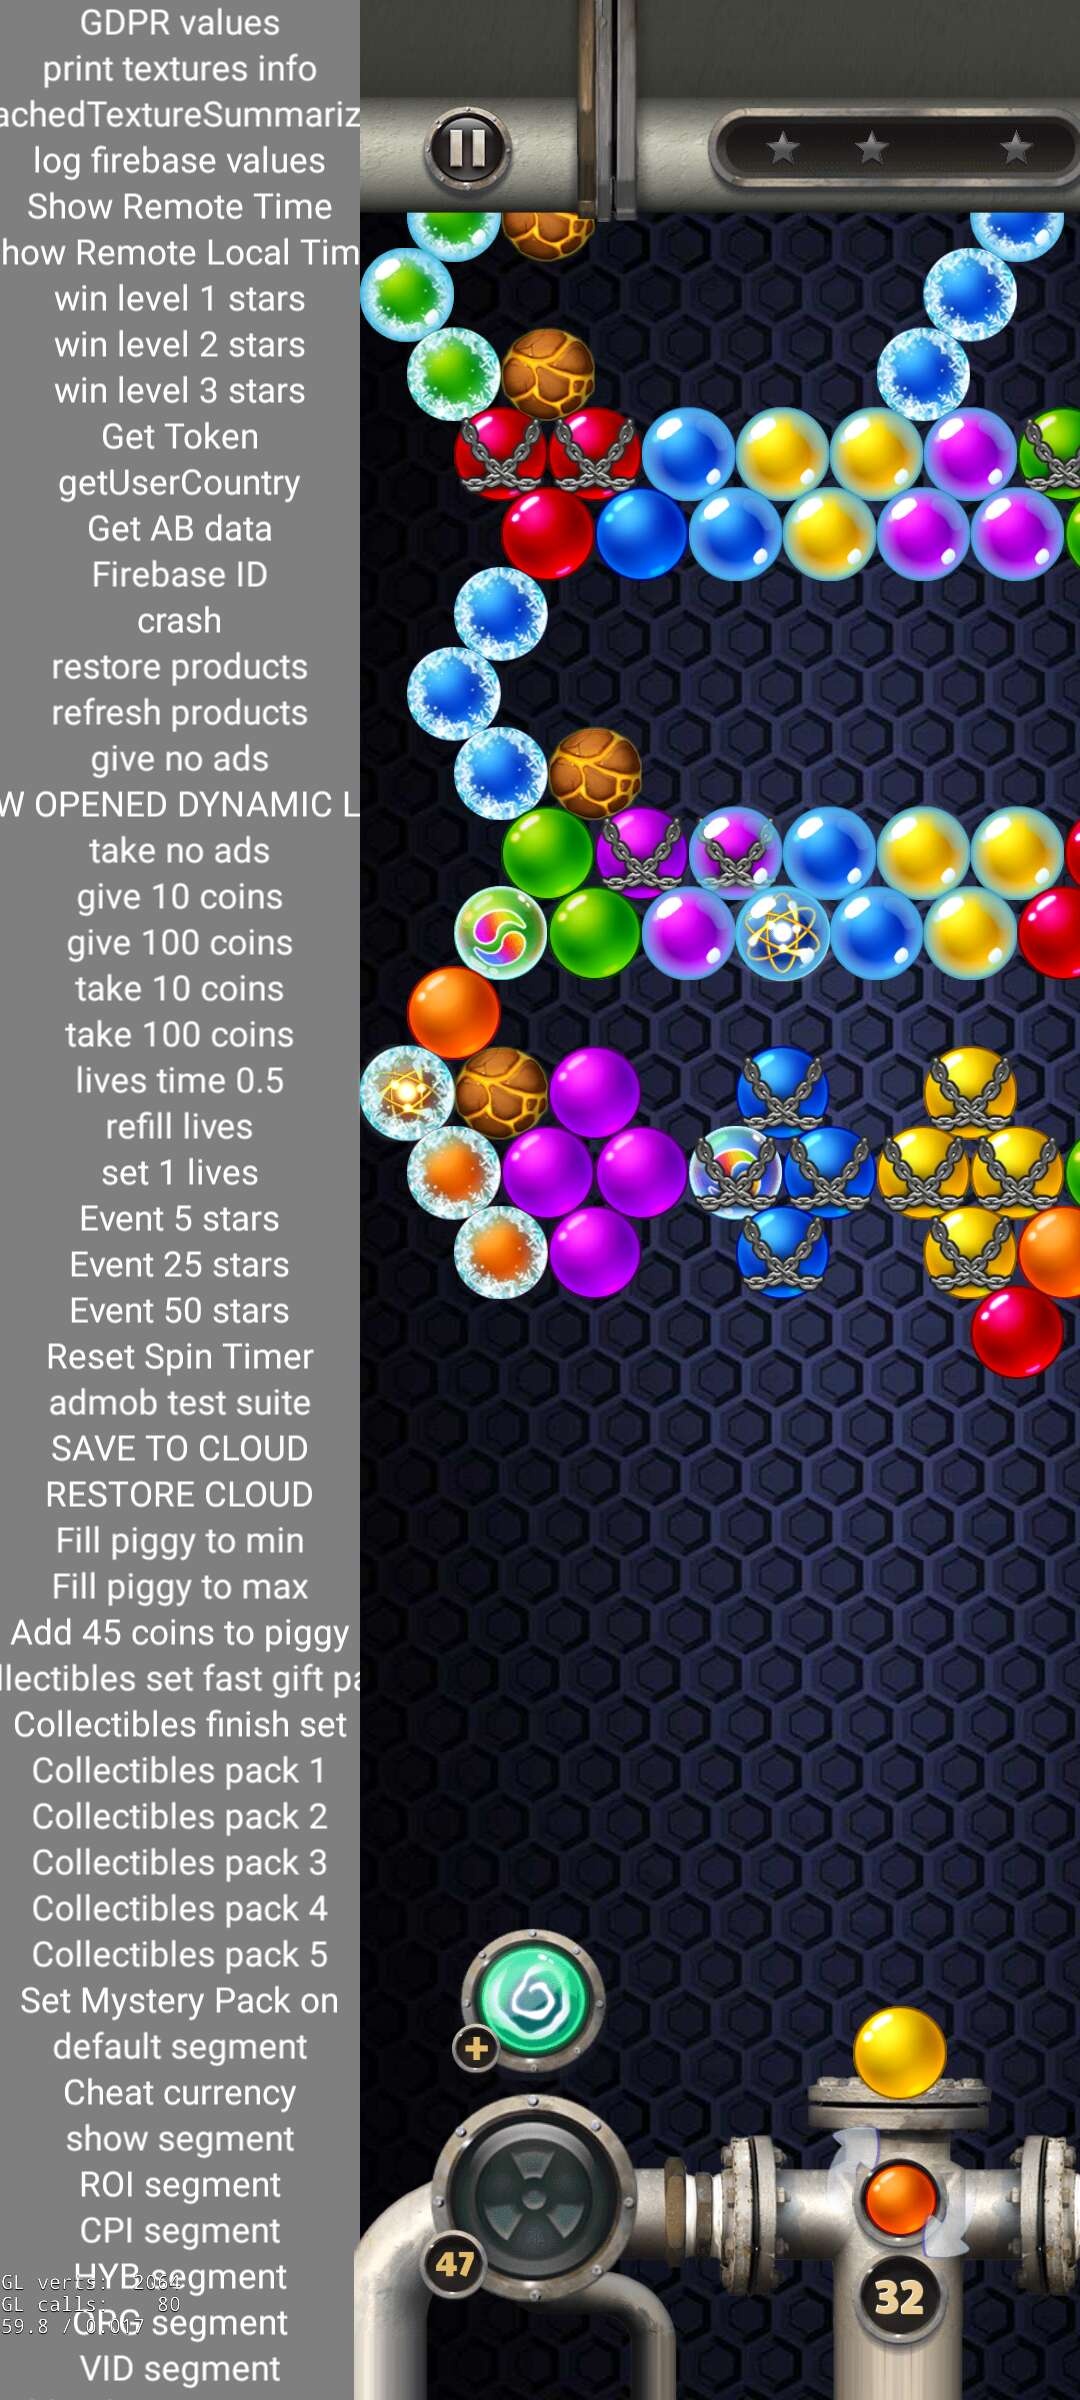 GDPR values
print textures info
achedTextureSummariz
log firebase values
Show Remote Time
how Remote Local Tim
win level 1 stars
win level 2 stars
win level 3 stars
Get Token
getUserCountry
Get AB data
Firebase ID
crash
restore products
refresh products
give no ads
W OPENED DYNAMIC L
take no ads
give 10 coins
give 100 coins
take 10 coins
take 100 coins
lives time 0.5
refill lives
set 1 lives
Event 5 stars
Event 25 stars
Event 50 stars
Reset Spin Timer
admob test suite
SAVE TO CLOUD
RESTORE CLOUD
Fill piggy to min
Fill piggy to max
Add 45 coins to piggy
llectibles set fast gift pa
Collectibles finish set
Collectibles pack 1
Collectibles pack 2
Collectibles pack 3
Collectibles pack 4
Collectibles pack 5
Set Mystery Pack on
default segment
Cheat currency
show segment
ROI segment
CPI segment
HYB segment
GL verts: 2064
GL calls: 80
59.8 / 0.017
ORG segment
VID segment
47
32